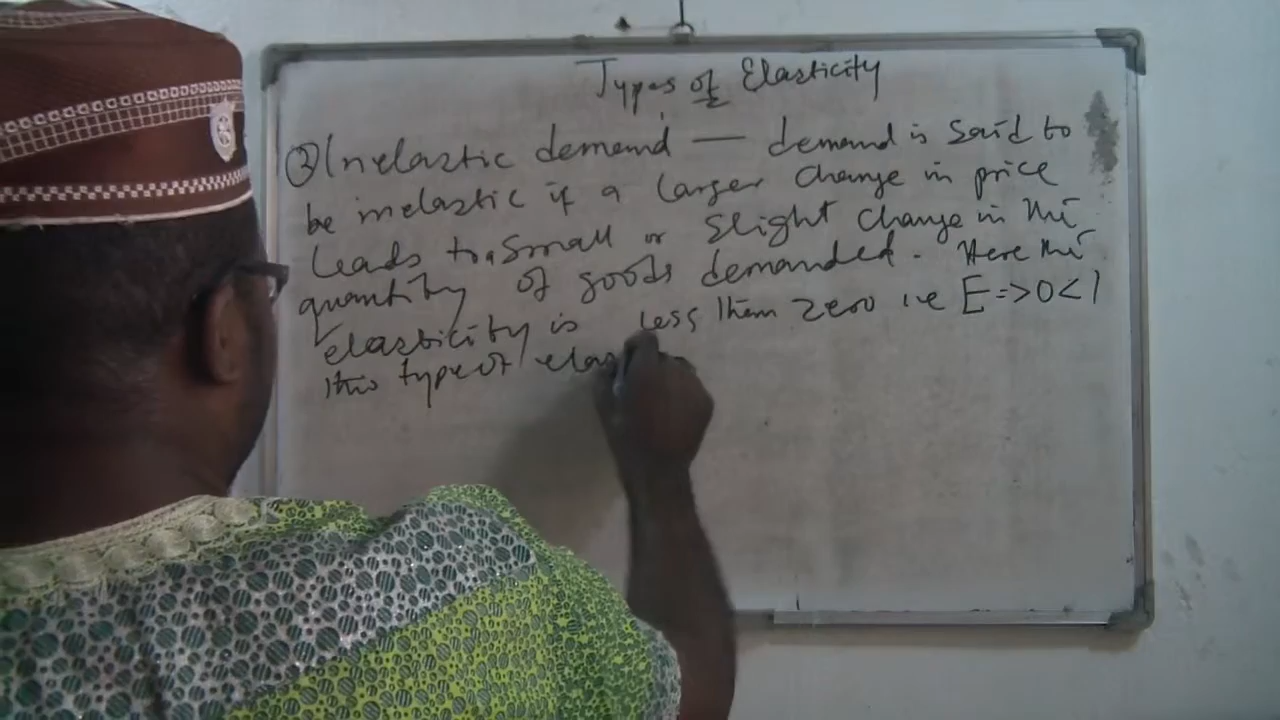 Types of Elasticity
② Inelastic demand — demand is said to
be inelastic if a larger change in price
leads to a small or slight change in the
quantity of goods demanded. Here the
elasticity is less than zero i.e E=>0<1
this type of elas